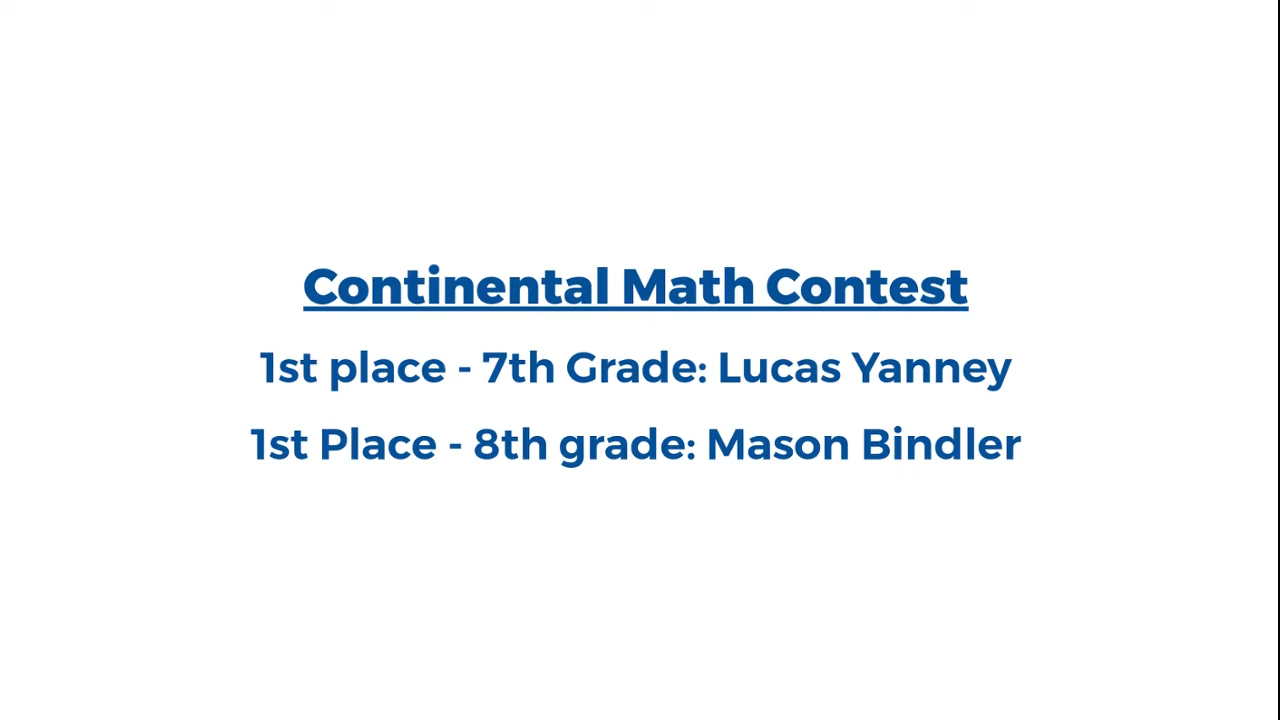 Continental Math Contest
1st place - 7th Grade: Lucas Yanney
1st Place - 8th grade: Mason Bindler